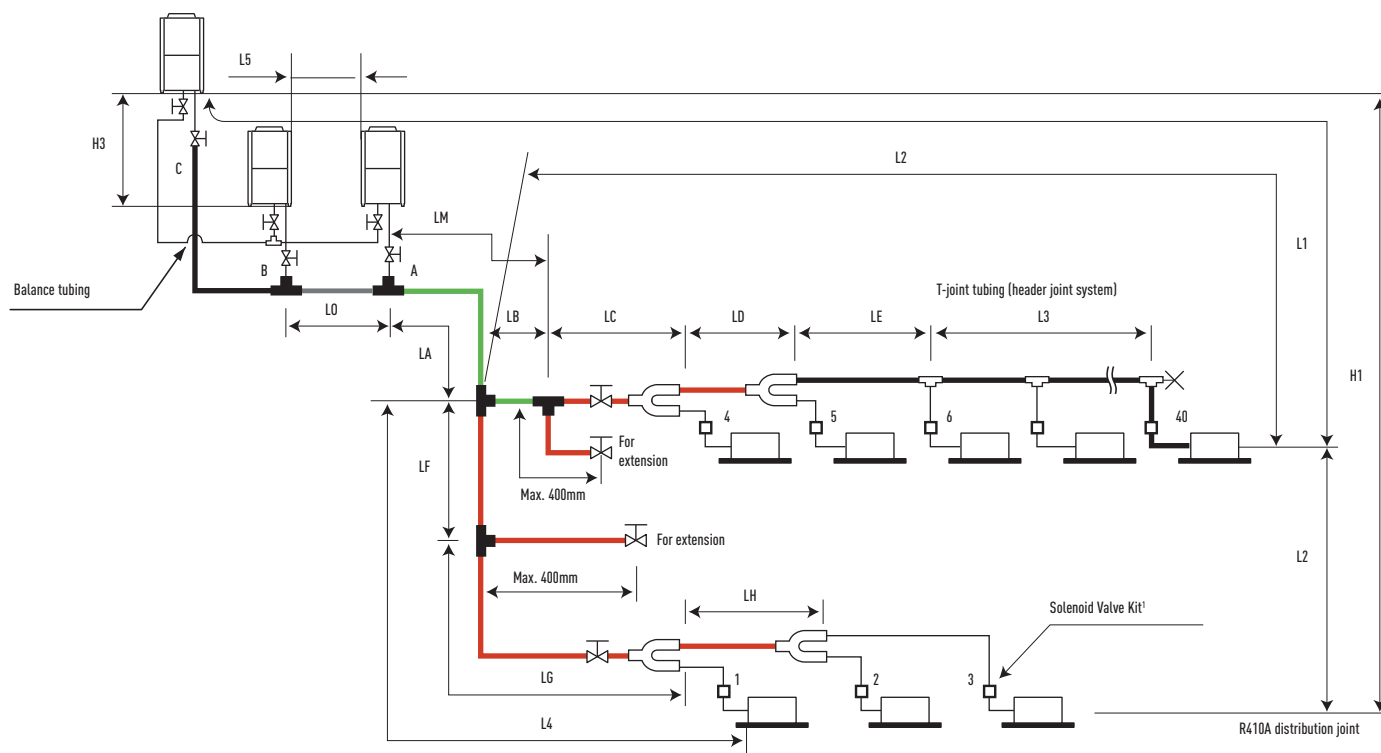 L5
H3
C
L2
LM
L1
B
A
Balance tubing
T-joint tubing (header joint system)
LO
LB
LC
LD
LE
L3
LA
H1
4
5
6
40
For
extension
LF
Max. 400mm
For extension
L2
Max. 400mm
LH
Solenoid Valve Kit¹
1
2
3
LG
L4
R410A distribution joint